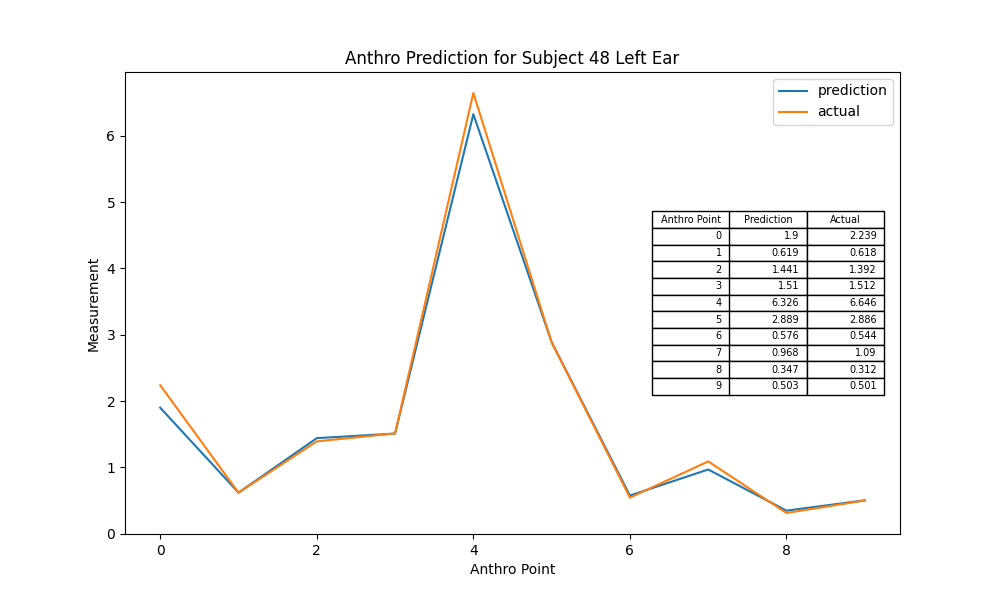 Anthro Prediction for Subject 48 Left Ear
prediction
actual
Measurement
6
5
4
3
2
1
0
Anthro Point Prediction Actual
0 1.9 2.239
1 0.619 0.618
2 1.441 1.392
3 1.51 1.512
4 6.326 6.646
5 2.889 2.886
6 0.576 0.544
7 0.968 1.09
8 0.347 0.312
9 0.503 0.501
0 2 4 6 8
Anthro Point